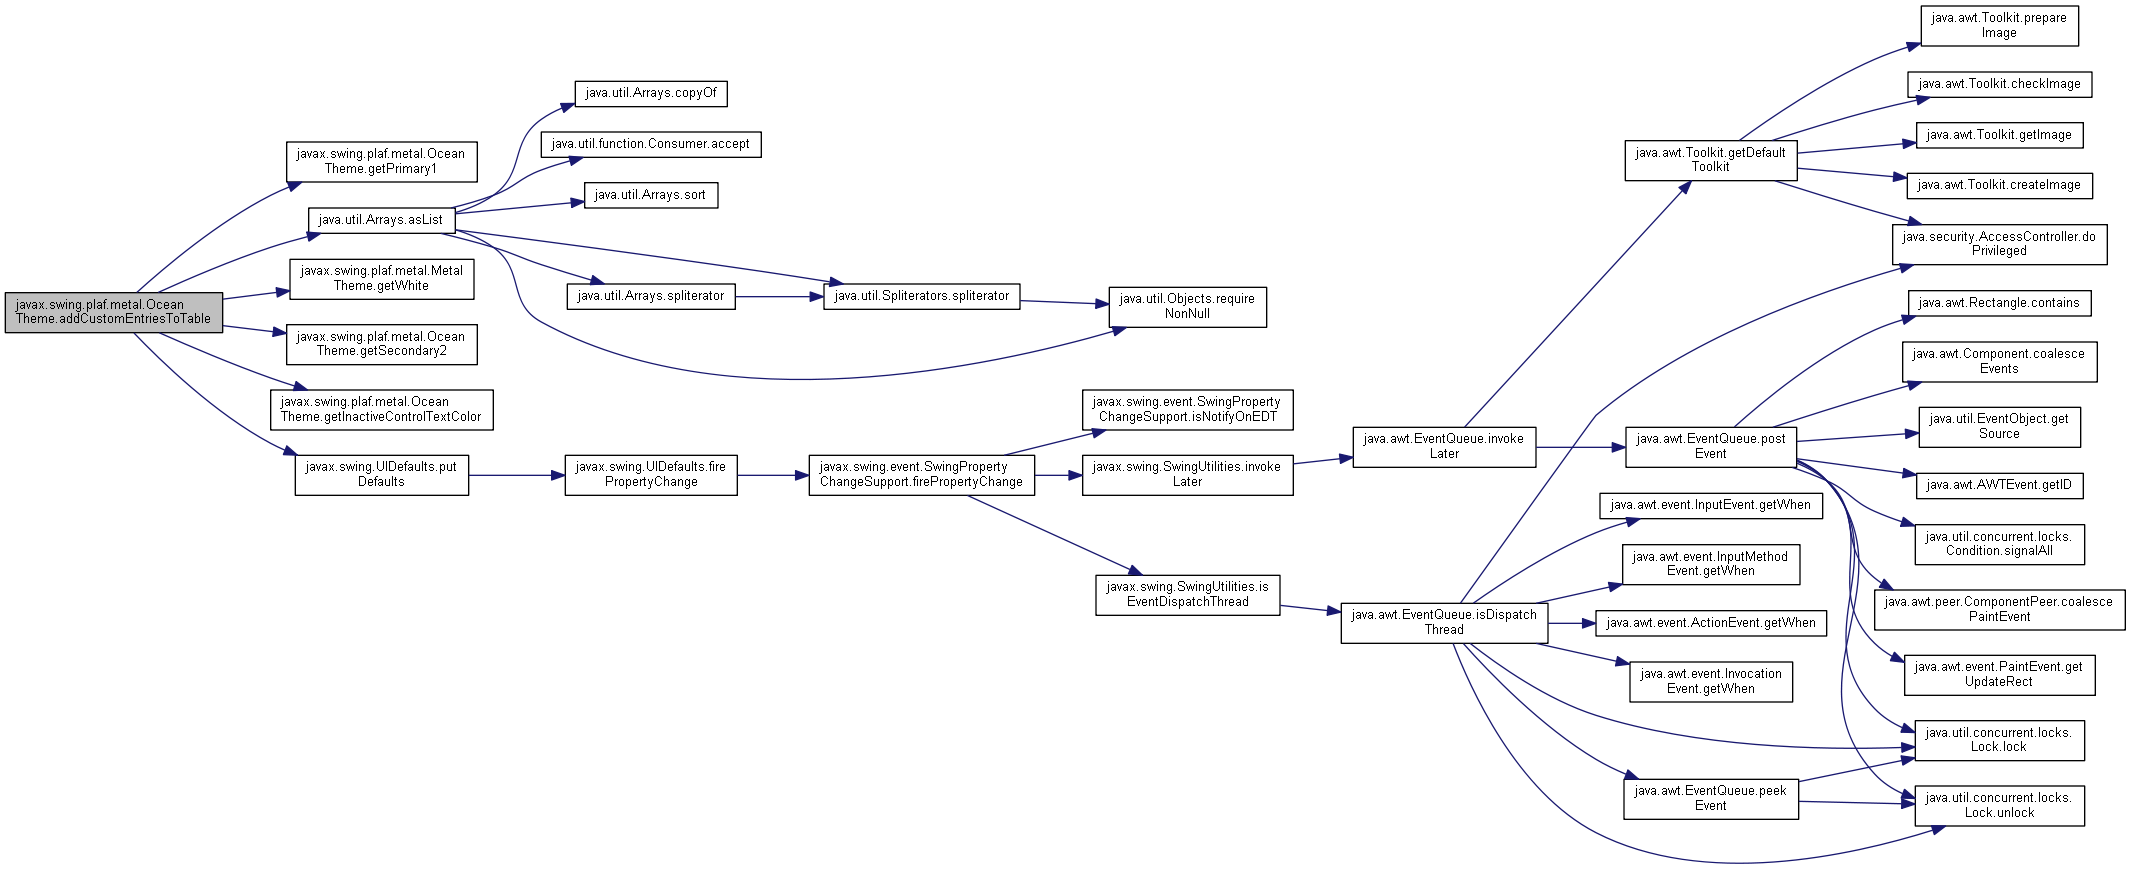 javax.swing.plaf.metal.Ocean
Theme.addCustomEntriesToTable
javax.swing.plaf.metal.Ocean
Theme.getPrimary1
java.util.Arrays.asList
javax.swing.plaf.metal.Metal
Theme.getWhite
javax.swing.plaf.metal.Ocean
Theme.getSecondary2
javax.swing.plaf.metal.Ocean
Theme.getInactiveControlTextColor
javax.swing.UIDefaults.put
Defaults
java.util.Arrays.copyOf
java.util.function.Consumer.accept
java.util.Arrays.sort
java.util.Arrays.spliterator
java.util.Spliterators.spliterator
java.util.Objects.require
NonNull
javax.swing.UIDefaults.fire
PropertyChange
javax.swing.event.SwingProperty
ChangeSupport.firePropertyChange
javax.swing.event.SwingProperty
ChangeSupport.isNotifyOnEDT
javax.swing.SwingUtilities.invoke
Later
javax.swing.SwingUtilities.is
EventDispatchThread
java.awt.EventQueue.invoke
Later
java.awt.EventQueue.isDispatch
Thread
java.awt.Toolkit.getDefault
Toolkit
java.awt.EventQueue.post
Event
java.awt.event.InputEvent.getWhen
java.awt.event.InputMethod
Event.getWhen
java.awt.event.ActionEvent.getWhen
java.awt.event.Invocation
Event.getWhen
java.awt.EventQueue.peek
Event
java.awt.Toolkit.prepare
Image
java.awt.Toolkit.checkImage
java.awt.Toolkit.getImage
java.awt.Toolkit.createImage
java.security.AccessController.do
Privileged
java.awt.Rectangle.contains
java.awt.Component.coalesce
Events
java.util.EventObject.get
Source
java.awt.AWTEvent.getID
java.util.concurrent.locks.
Condition.signalAll
java.awt.peer.ComponentPeer.coalesce
PaintEvent
java.awt.event.PaintEvent.get
UpdateRect
java.util.concurrent.locks.
Lock.lock
java.util.concurrent.locks.
Lock.unlock